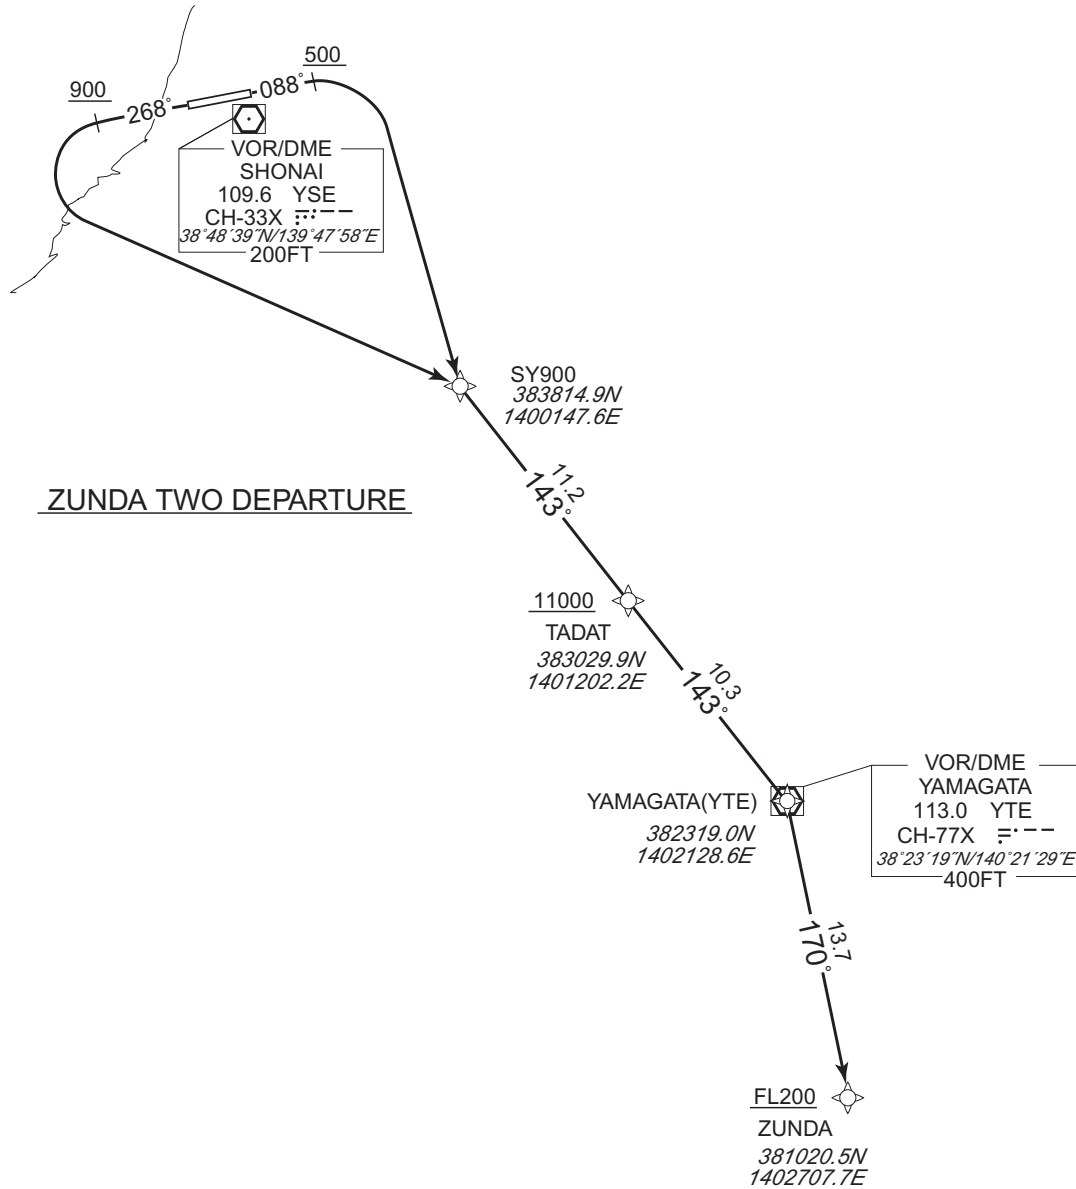 500
900
088°
268°
VOR/DME
SHONAI
109.6 YSE
CH-33X
38°48´39˝N/139°47´58˝E
200FT
SY900
383814.9N
1400147.6E
ZUNDA TWO DEPARTURE
11.2
143°
11000
TADAT
383029.9N
1401202.2E
10.3
143°
VOR/DME
YAMAGATA
113.0 YTE
CH-77X
38°23´19˝N/140°21´29˝E
400FT
YAMAGATA(YTE)
382319.0N
1402128.6E
13.7
170°
FL200
ZUNDA
381020.5N
1402707.7E